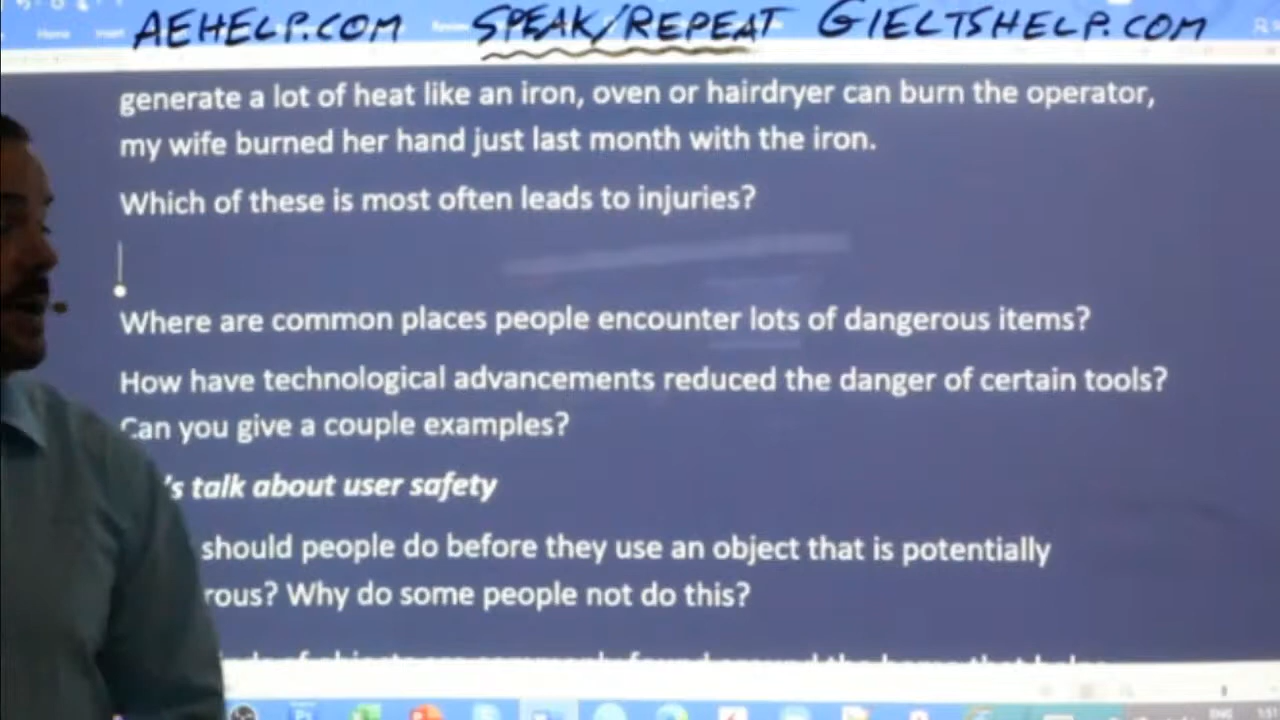 AEHELP.COM SPEAK/REPEAT GIELTSHELP.COM
generate a lot of heat like an iron, oven or hairdryer can burn the operator,
my wife burned her hand just last month with the iron.
Which of these is most often leads to injuries?
Where are common places people encounter lots of dangerous items?
How have technological advancements reduced the danger of certain tools?
Can you give a couple examples?
's talk about user safety
should people do before they use an object that is potentially
rous? Why do some people not do this?